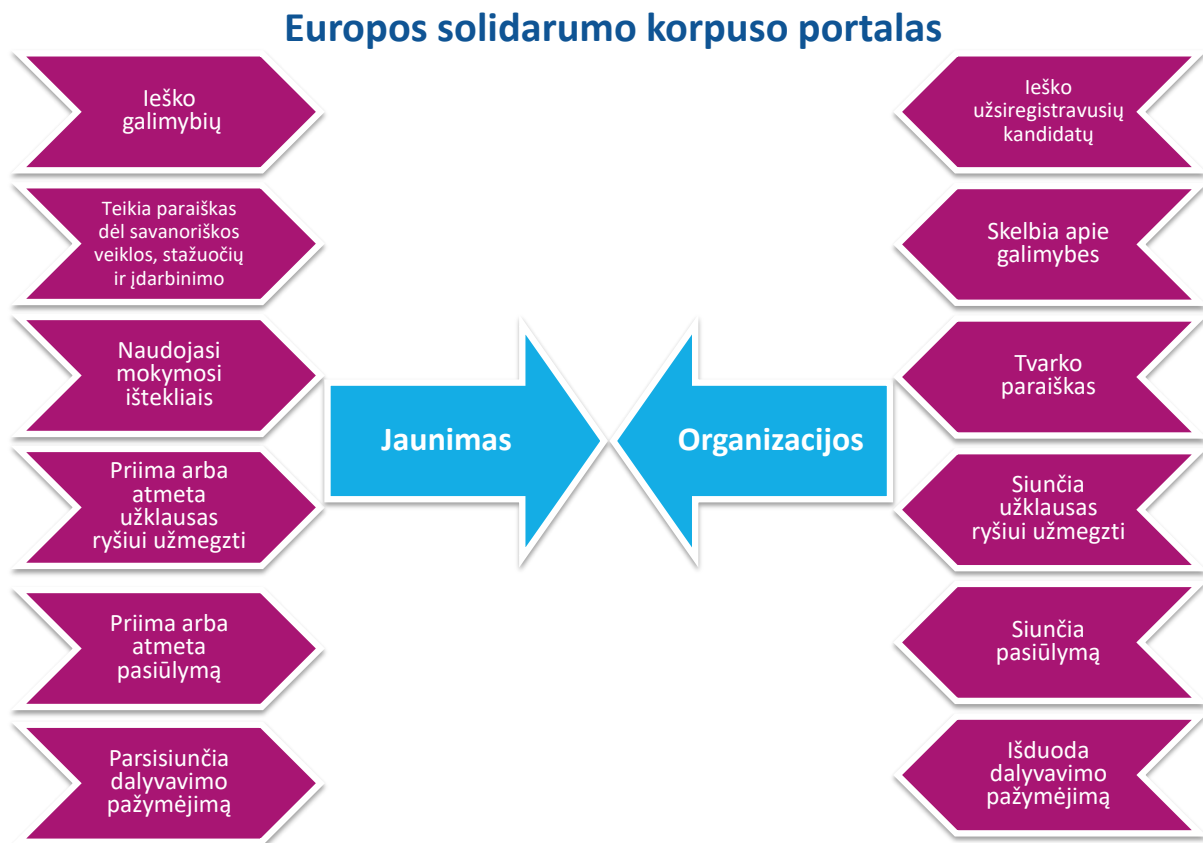 Europos solidarumo korpuso portalas
Ieško
galimybių
Teikia paraiškas
dėl savanoriškos
veiklos, stažuočių
ir įdarbinimo
Naudojasi
mokymosi
ištekliais
Priima arba
atmeta
užklausas
ryšiui užmegzti
Priima arba
atmeta
pasiūlymą
Parsisiunčia
dalyvavimo
pažymėjimą
Jaunimas
Organizacijos
Ieško
užsiregistravusių
kandidatų
Skelbia apie
galimybes
Tvarko
paraiškas
Siunčia
užklausas
ryšiui užmegzti
Siunčia
pasiūlymą
Išduoda
dalyvavimo
pažymėjimą